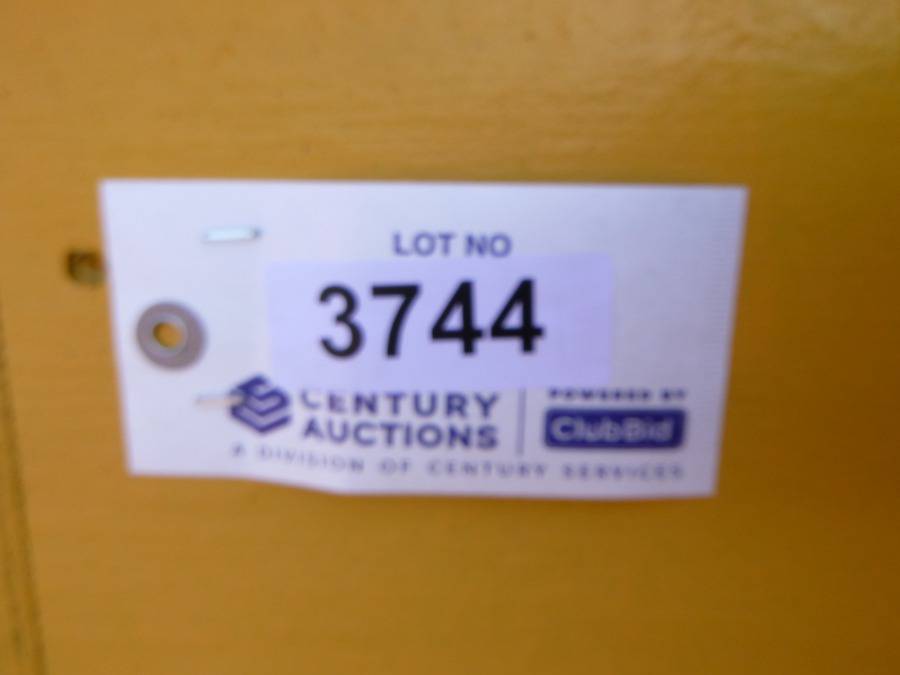 LOT NO
3744
CENTURY
AUCTIONS
POWERED BY
ClubBid
A DIVISION OF CENTURY SERVICES